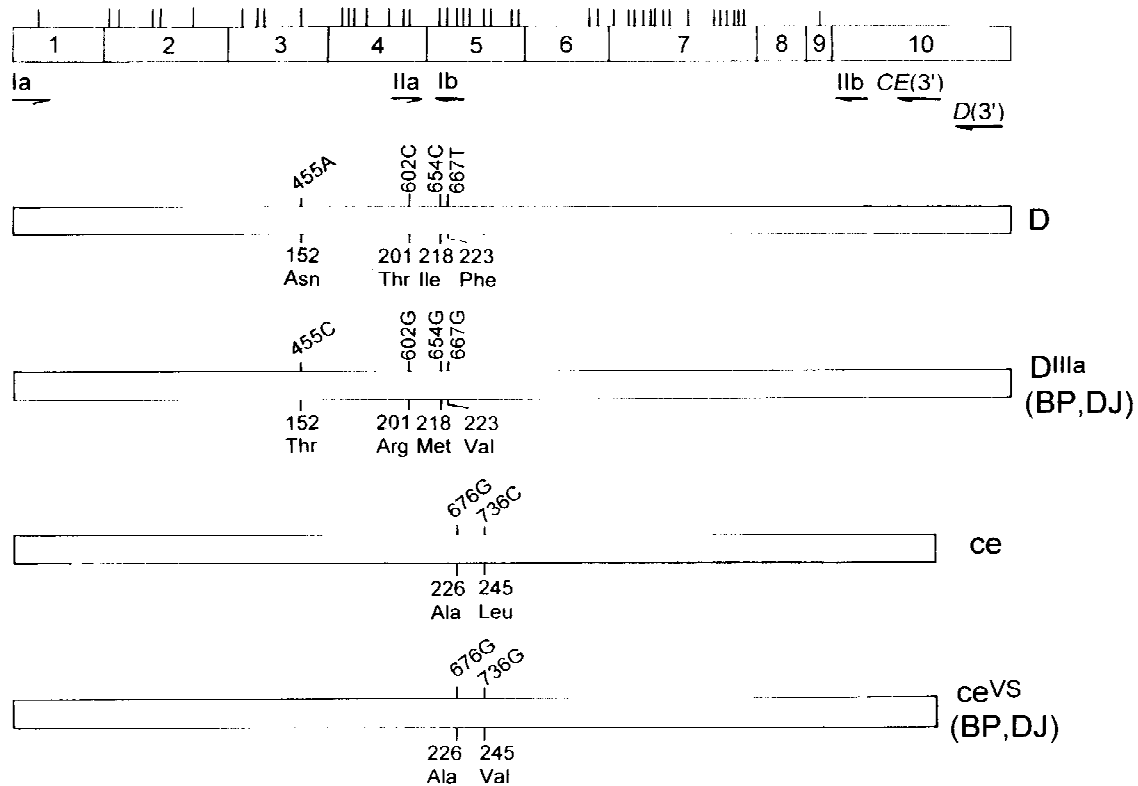 1 2 3 4 5 6 7 8 9 10
Ia IIa Ib IIb CE(3')
D(3')
455A 602C 654C 667T
D
152 201 218 223
Asn Thr Ile Phe
455C 602G 654G 667G
DIIIa
(BP,DJ)
152 201 218 223
Thr Arg Met Val
676G 736C
ce
226 245
Ala Leu
676G 736G
ceVS
(BP,DJ)
226 245
Ala Val